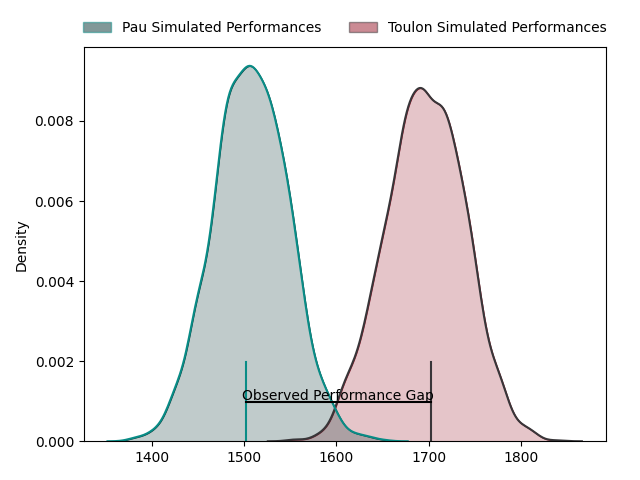 Pau Simulated Performances
Toulon Simulated Performances
Density
0.008
0.006
0.004
0.002
0.000
Observed Performance Gap
1400
1500
1600
1700
1800